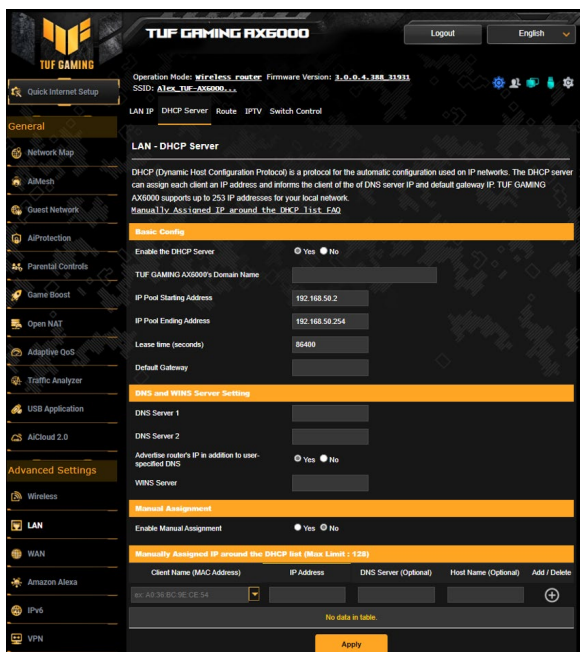 TUF GAMING
TUF GAMING AX6000
Logout
English
Quick Internet Setup
Operation Mode: Wireless router Firmware Version: 3.0.0.4.388_31931
SSID: Alex_TUF-AX6000...
General
Network Map
AiMesh
Guest Network
AiProtection
Parental Controls
Game Boost
Open NAT
Adaptive QoS
Traffic Analyzer
USB Application
AiCloud 2.0
Advanced Settings
Wireless
LAN
WAN
Amazon Alexa
IPv6
VPN
LAN IP DHCP Server Route IPTV Switch Control
LAN - DHCP Server
DHCP (Dynamic Host Configuration Protocol) is a protocol for the automatic configuration used on IP networks. The DHCP server
can assign each client an IP address and informs the client of the of DNS server IP and default gateway IP. TUF GAMING
AX6000 supports up to 253 IP addresses for your local network.
Manually Assigned IP around the DHCP list FAQ
Basic Config
Enable the DHCP Server Yes No
TUF GAMING AX6000's Domain Name
IP Pool Starting Address 192.168.50.2
IP Pool Ending Address 192.168.50.254
Lease time (seconds) 86400
Default Gateway
DNS and WINS Server Setting
DNS Server 1
DNS Server 2
Advertise router's IP in addition to user-
specified DNS Yes No
WINS Server
Manual Assignment
Enable Manual Assignment Yes No
Manually Assigned IP around the DHCP list (Max Limit : 128)
Client Name (MAC Address) IP Address DNS Server (Optional) Host Name (Optional) Add / Delete
ex: A0:36:BC:9E:CE:54
No data in table.
Apply